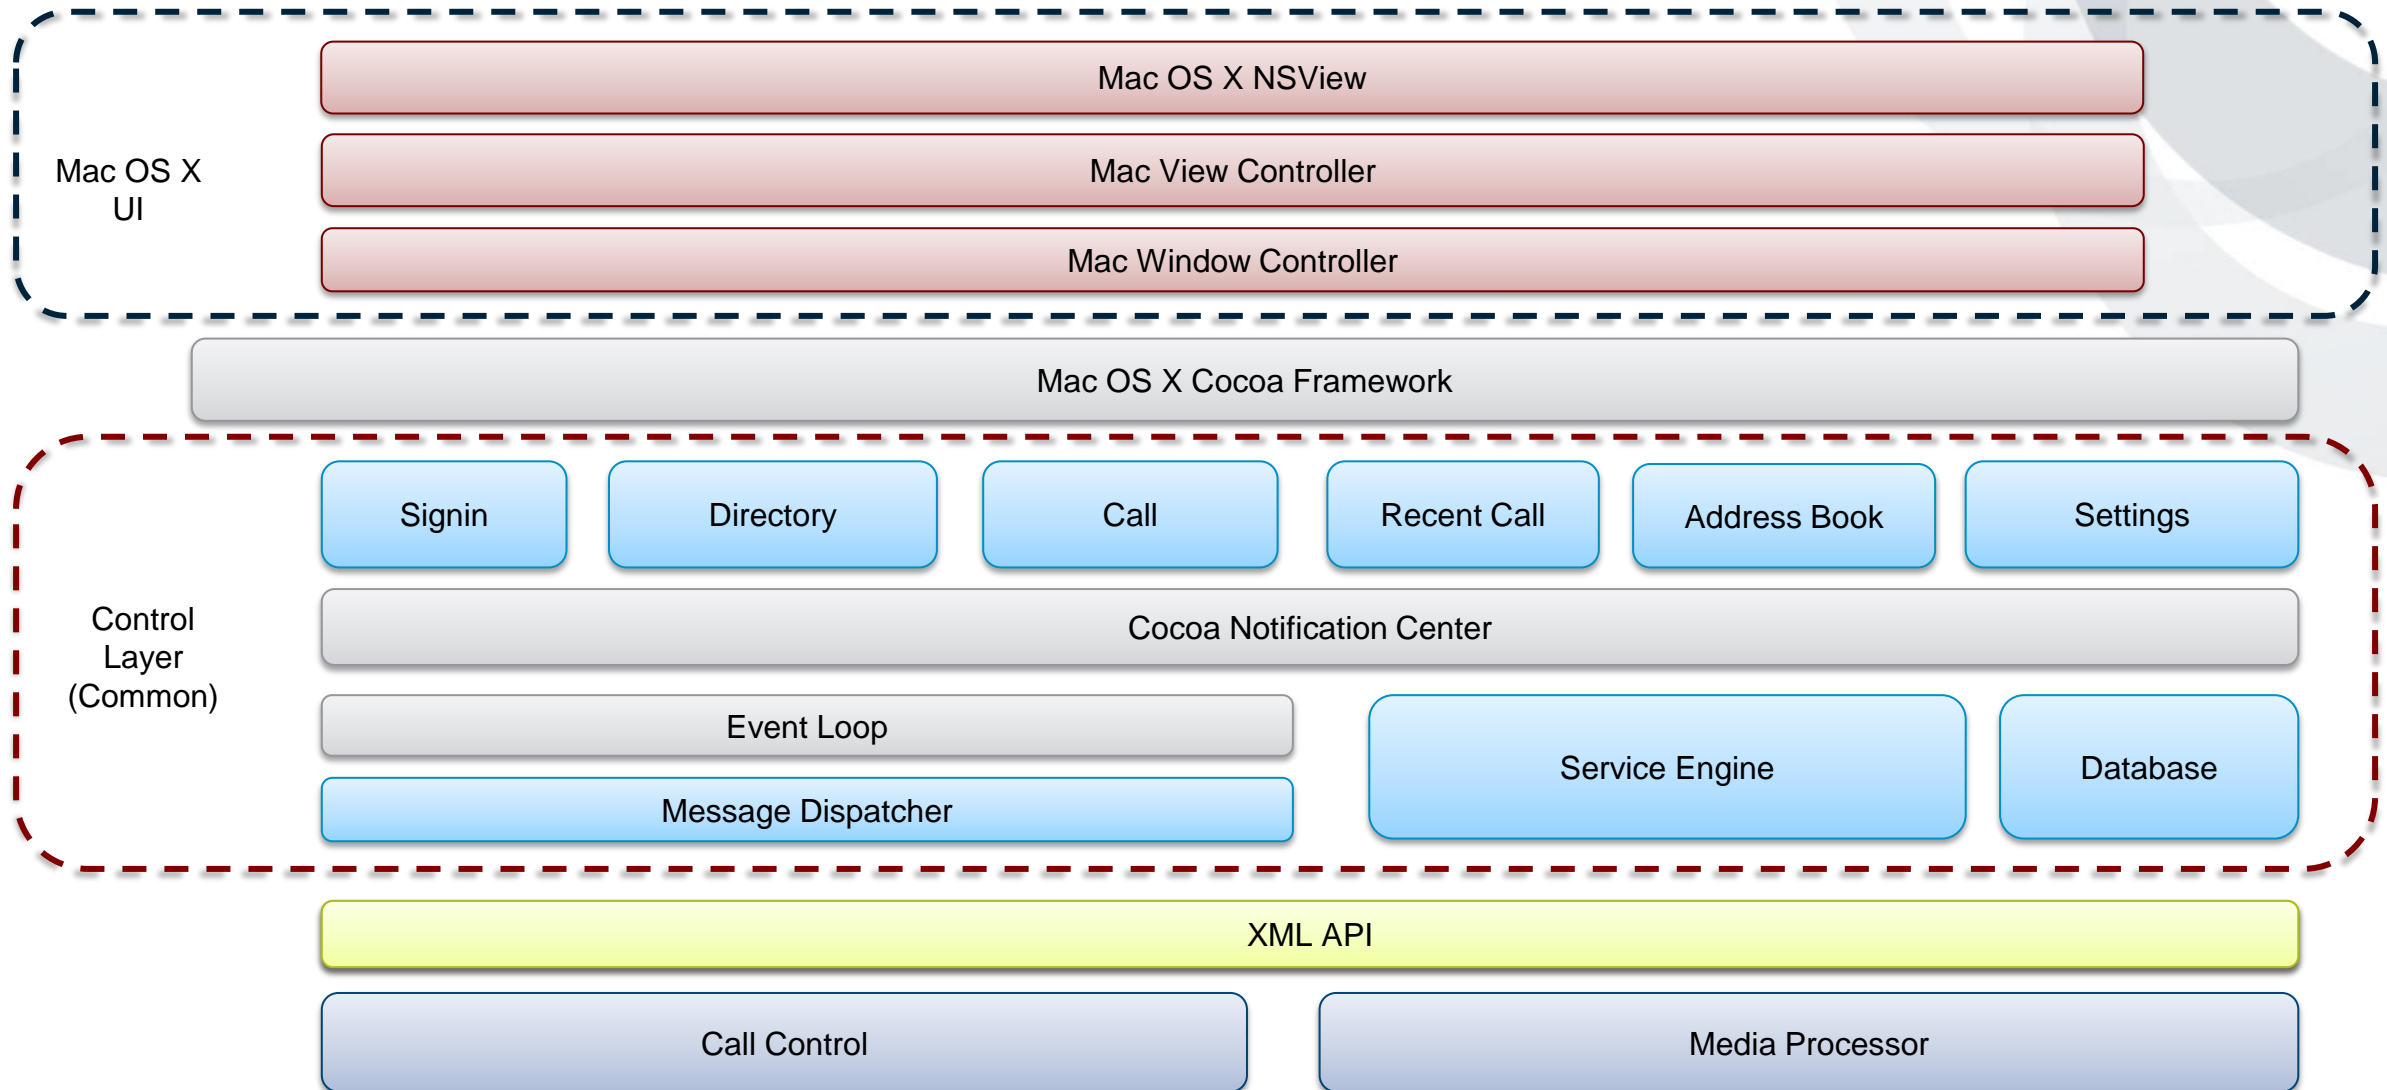 Mac OS X NSView
Mac OS X
UI
Mac View Controller
Mac Window Controller
Mac OS X Cocoa Framework
Signin
Directory
Call
Recent Call
Address Book
Settings
Control
Layer
(Common)
Cocoa Notification Center
Event Loop
Message Dispatcher
Service Engine
Database
XML API
Call Control
Media Processor